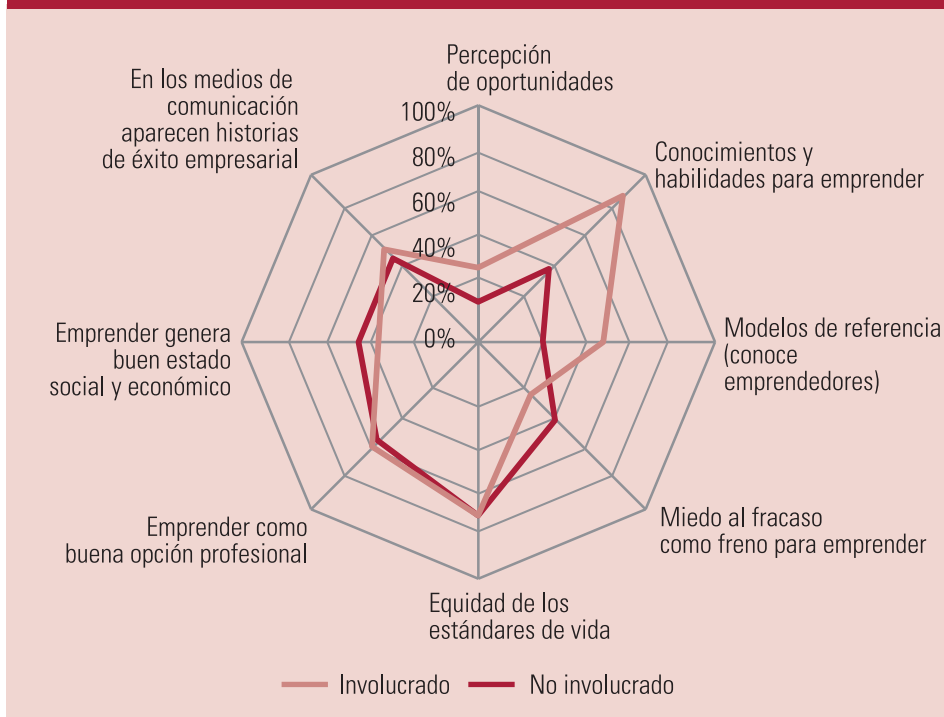 Percepción
de oportunidades
En los medios de
comunicación
aparecen historias
de éxito empresarial
100%
80%
60%
40%
20%
0%
Conocimientos y
habilidades para emprender
Emprender genera
buen estado
social y económico
Modelos de referencia
(conoce
emprendedores)
Emprender como
buena opción profesional
Miedo al fracaso
como freno para emprender
Equidad de los
estándares de vida
Involucrado
No involucrado